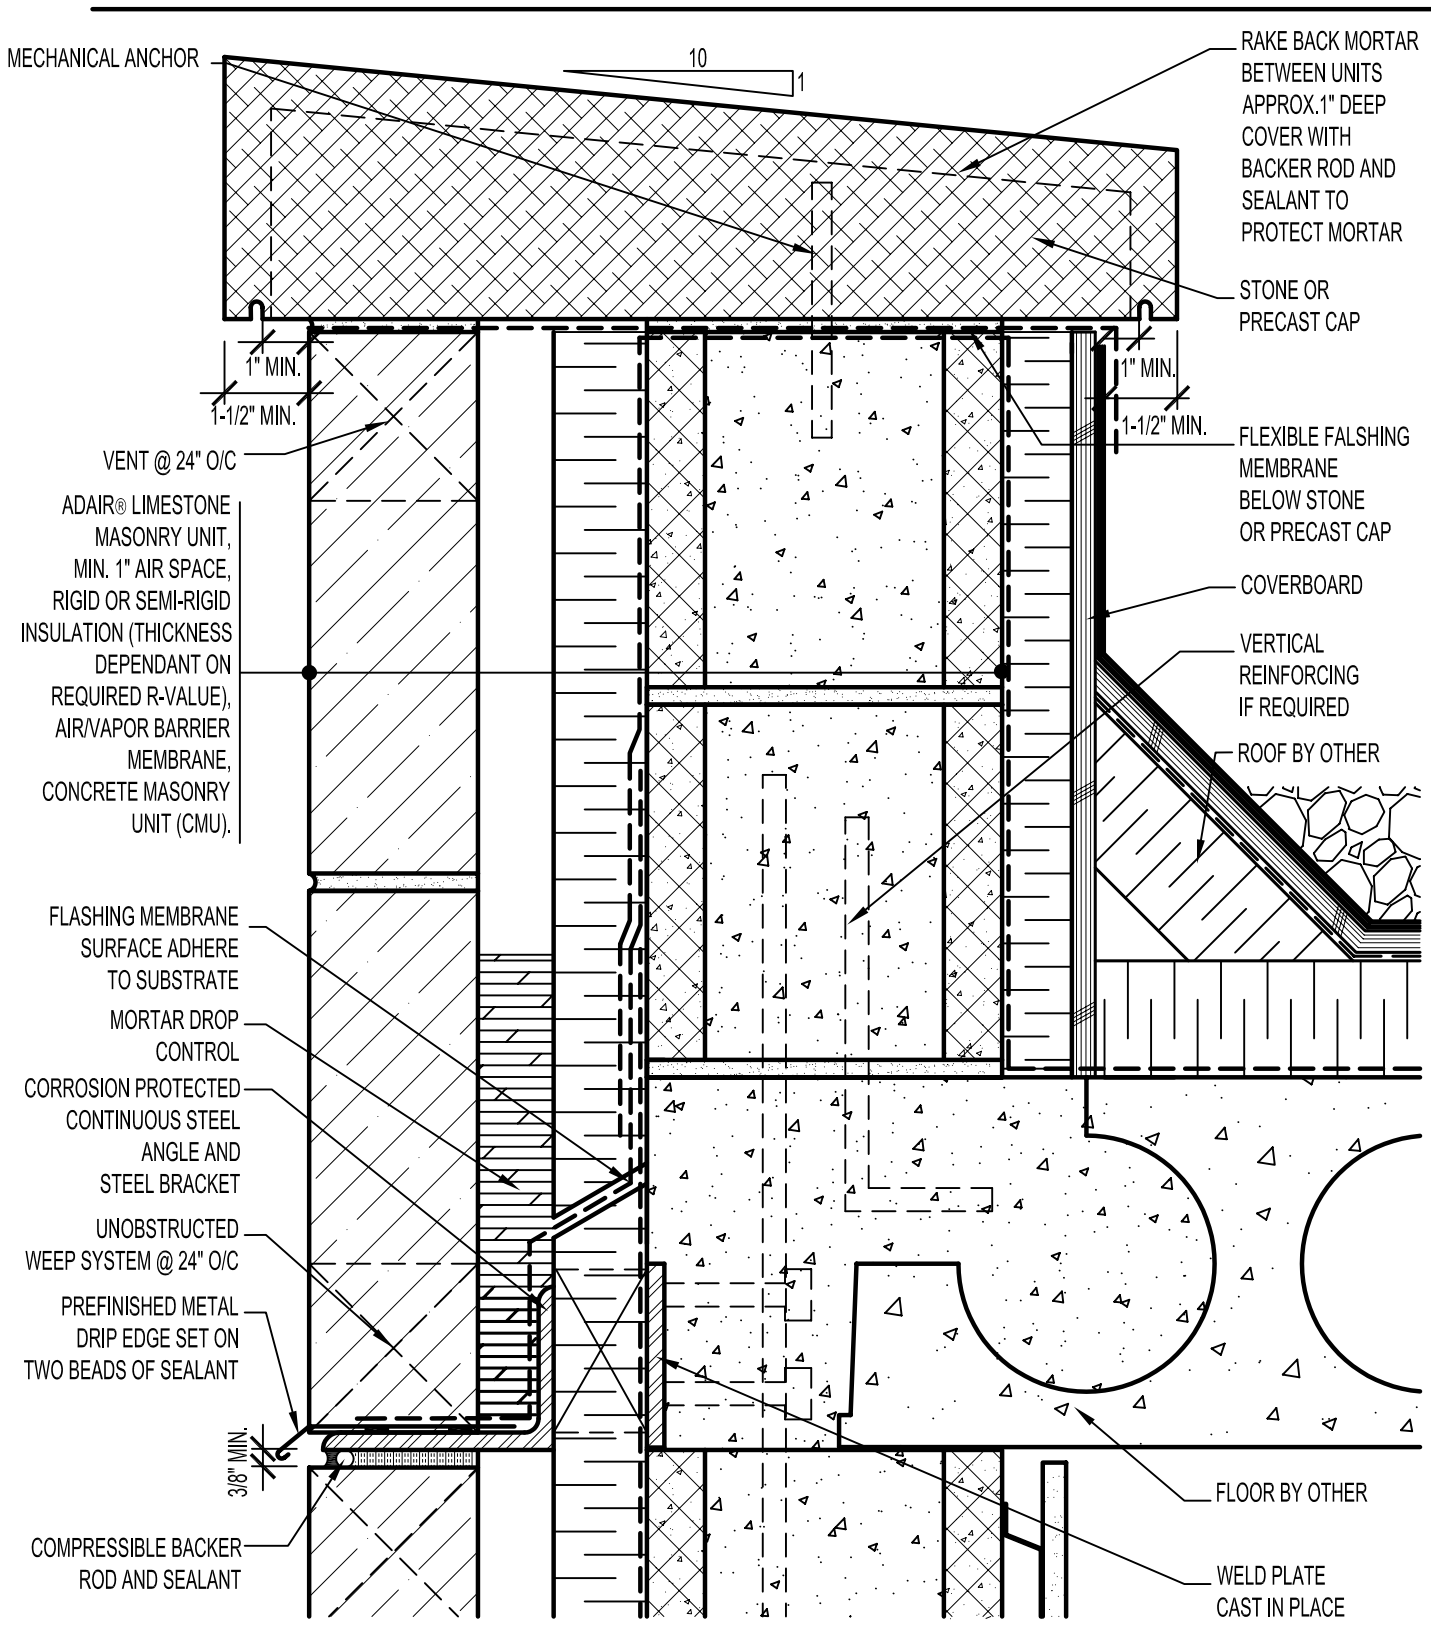 MECHANICAL ANCHOR
10
1
RAKE BACK MORTAR
BETWEEN UNITS
APPROX.1" DEEP
COVER WITH
BACKER ROD AND
SEALANT TO
PROTECT MORTAR
STONE OR
PRECAST CAP
1" MIN.
1-1/2" MIN.
1" MIN.
1-1/2" MIN.
VENT @ 24" O/C
ADAIR® LIMESTONE
MASONRY UNIT,
MIN. 1" AIR SPACE,
RIGID OR SEMI-RIGID
INSULATION (THICKNESS
DEPENDANT ON
REQUIRED R-VALUE),
AIR/VAPOR BARRIER
MEMBRANE,
CONCRETE MASONRY
UNIT (CMU).
FLEXIBLE FALSHING
MEMBRANE
BELOW STONE
OR PRECAST CAP
COVERBOARD
VERTICAL
REINFORCING
IF REQUIRED
ROOF BY OTHER
FLASHING MEMBRANE
SURFACE ADHERE
TO SUBSTRATE
MORTAR DROP
CONTROL
CORROSION PROTECTED
CONTINUOUS STEEL
ANGLE AND
STEEL BRACKET
UNOBSTRUCTED
WEEP SYSTEM @ 24" O/C
PREFINISHED METAL
DRIP EDGE SET ON
TWO BEADS OF SEALANT
3/8" MIN.
COMPRESSIBLE BACKER
ROD AND SEALANT
FLOOR BY OTHER
WELD PLATE
CAST IN PLACE